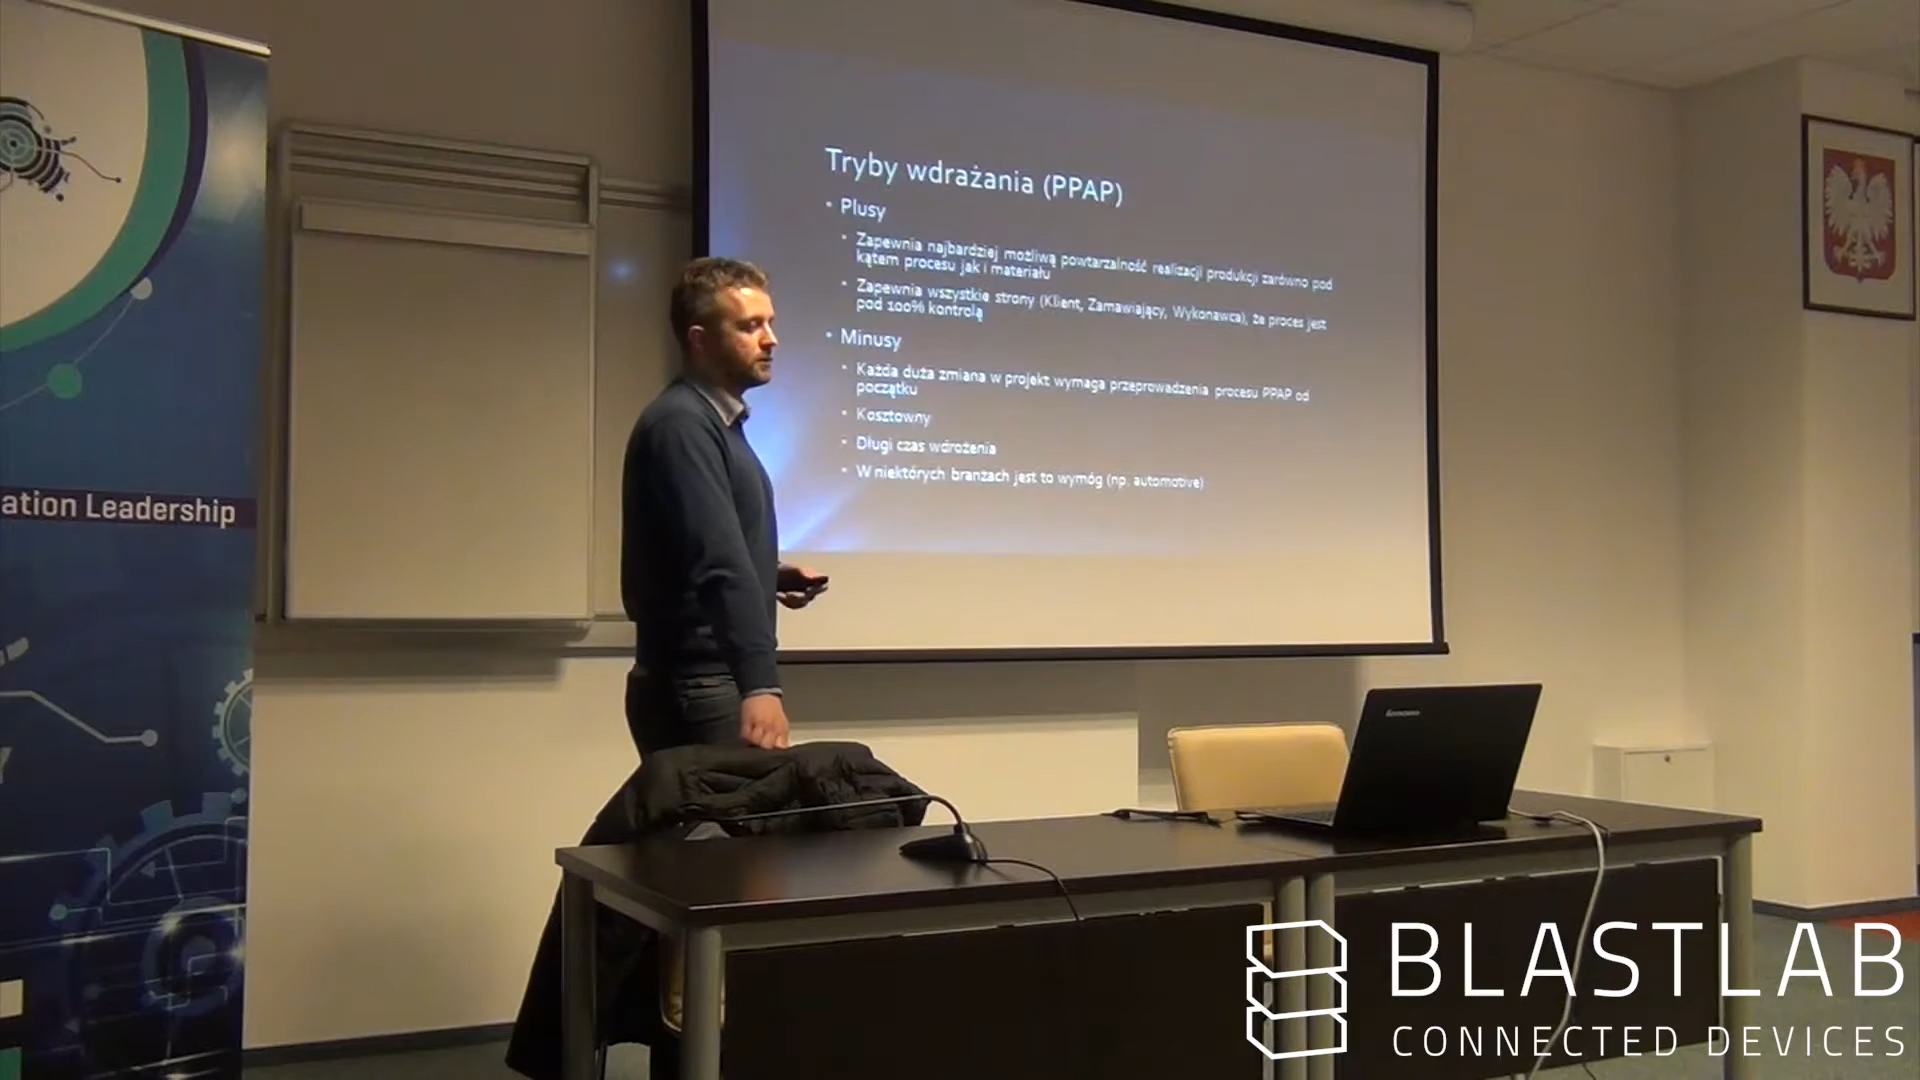 Tryby wdrażania (PPAP)
Plusy
Zapewnia najbardziej możliwą powtarzalność realizacji produkcji zarówno pod
kątem procesu jak i materiału
Zapewnia wszystkie strony (Klient, Zamawiający, Wykonawca), że proces jest
pod 100% kontrolą
Minusy
Każda duża zmiana w projekt wymaga przeprowadzenia procesu PPAP od
początku
Kosztowny
Długi czas wdrożenia
W niektórych branżach jest to wymóg (np. automotive)
ation Leadership
Y
lenovo
BLASTLAB
CONNECTED DEVICES